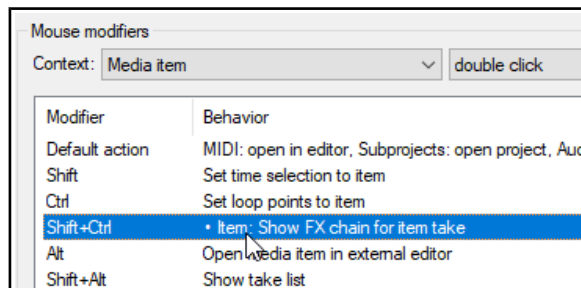 Mouse modifiers
Context: Media item double click
Modifier Behavior
Default action MIDI: open in editor, Subprojects: open project,
Shift Set time selection to item
Ctrl Set loop points to item
Shift+Ctrl • Item: Show FX chain for item take
Alt Open media item in external editor
Shift+Alt Show take list